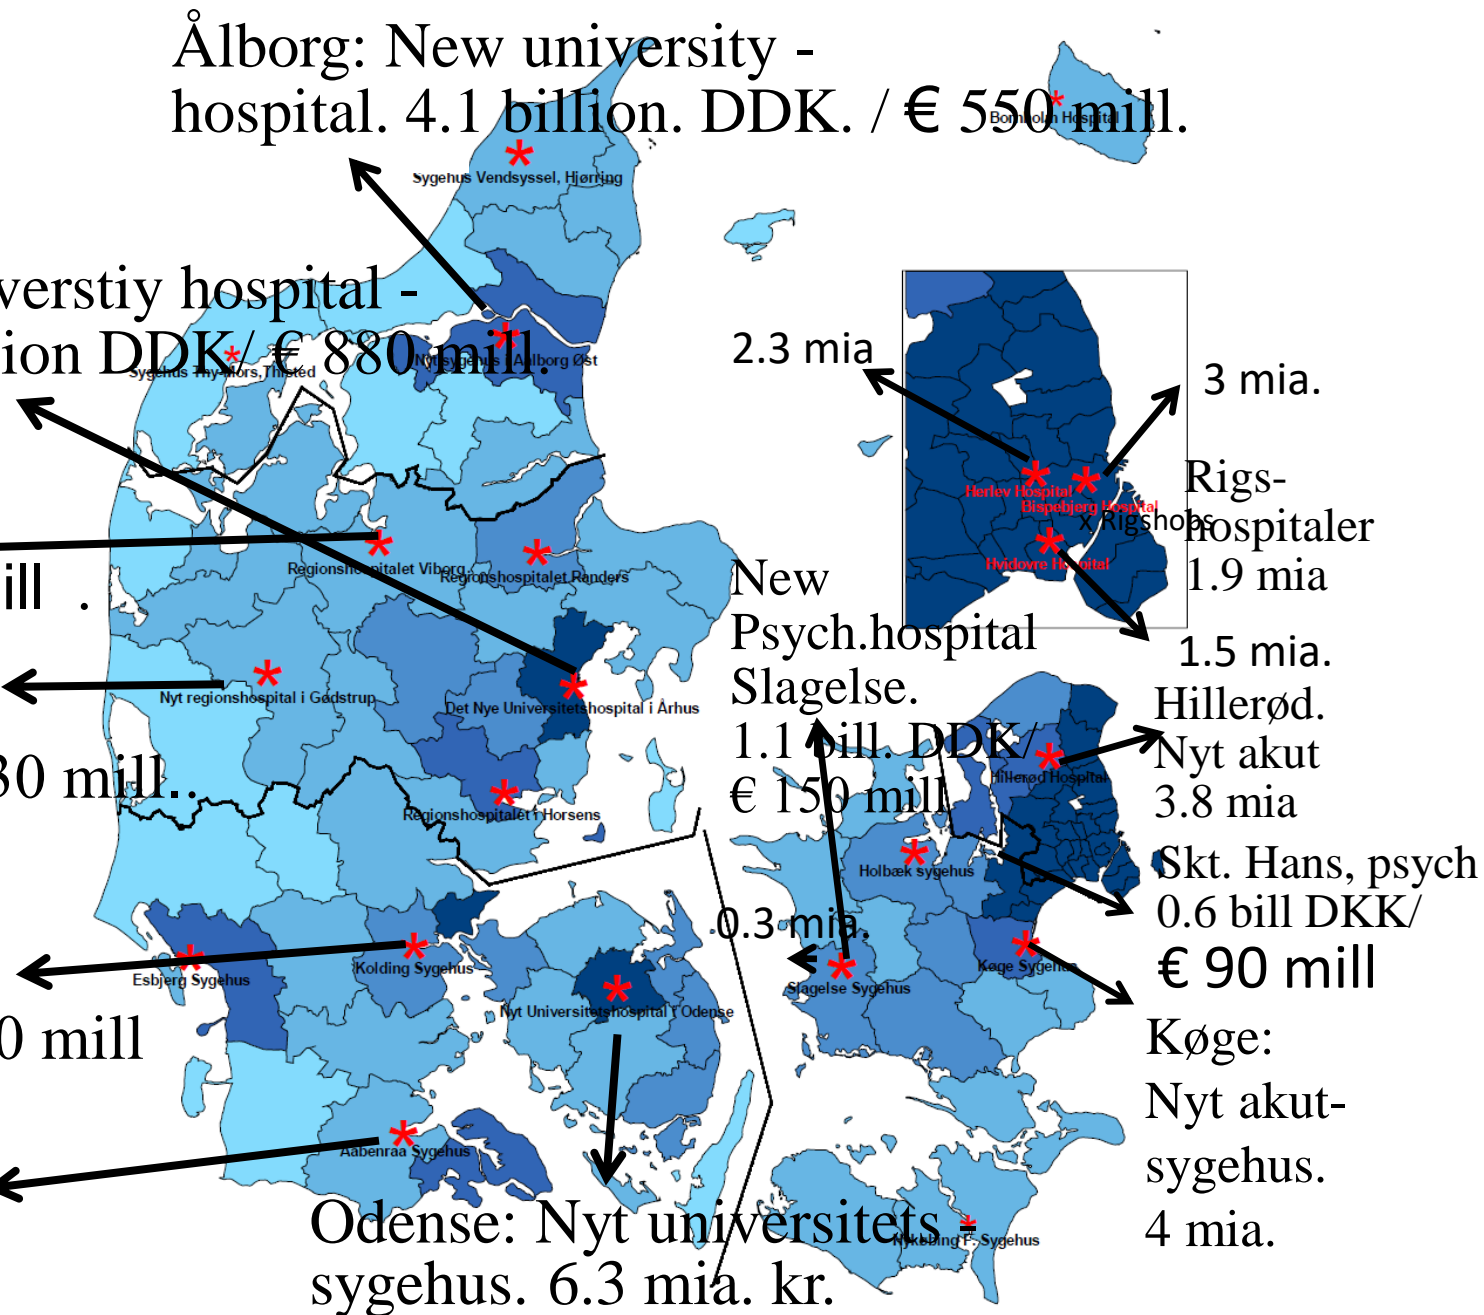 Ålborg: New university -
hospital. 4.1 billion. DDK. / € 550 mill.
Bornholm Hospital
Sygehus Vendsyssel, Hjørring
verstiy hospital -
ion DDK/ € 880 mill.
Nyt sygehus i Aalborg Øst
Sygehus Thy-Mors, Thisted
2.3 mia
3 mia.
Herlev Hospital
Bispebjerg Hospital
x Rigshobs
Hvidovre Hospital
Rigs-
hospitaler
1.9 mia
1.5 mia.
Regionshospitalet Viborg
Regionshospitalet Randers
ill .
New
Psych.hospital
Slagelse.
1.1 bill. DDK/
€ 150 mill
Nyt regionshospital i Gødstrup
Det Nye Universitetshospital i Århus
30 mill..
Regionshospitalet i Horsens
Hillerød.
Nyt akut
3.8 mia
Hillerød Hospital
Holbæk sygehus
Skt. Hans, psych
0.6 bill DKK/
€ 90 mill
0.3 mia.
Esbjerg Sygehus
Kolding Sygehus
Slagelse Sygehus
Køge Sygehus
Nyt Universitetshospital i Odense
0 mill
Køge:
Nyt akut-
sygehus.
4 mia.
Aabenraa Sygehus
Odense: Nyt universitets -
sygehus. 6.3 mia. kr.
Nykøbing F. Sygehus